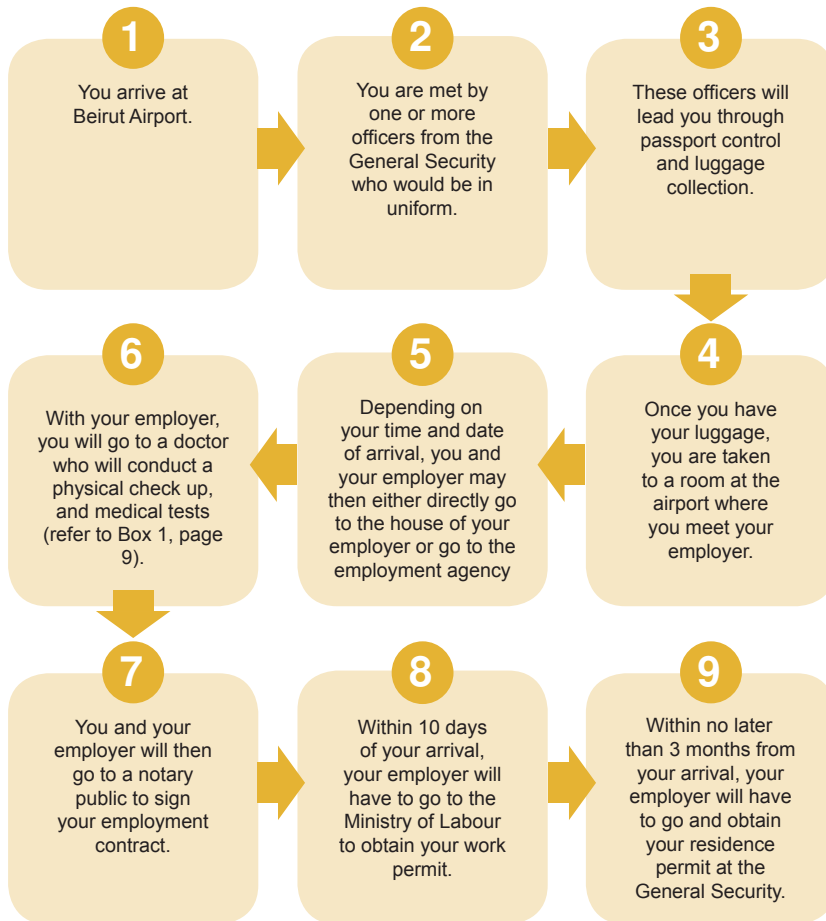 1
You arrive at
Beirut Airport.
2
You are met by
one or more
officers from the
General Security
who would be in
uniform.
3
These officers will
lead you through
passport control
and luggage
collection.
4
Once you have
your luggage,
you are taken
to a room at the
airport where
you meet your
employer.
5
Depending on
your time and date
of arrival, you and
your employer may
then either directly go
to the house of your
employer or go to the
employment agency
6
With your employer,
you will go to a doctor
who will conduct a
physical check up,
and medical tests
(refer to Box 1, page
9).
7
You and your
employer will then
go to a notary
public to sign
your employment
contract.
8
Within 10 days
of your arrival,
your employer will
have to go to the
Ministry of Labour
to obtain your work
permit.
9
Within no later
than 3 months from
your arrival, your
employer will have
to go and obtain
your residence
permit at the
General Security.